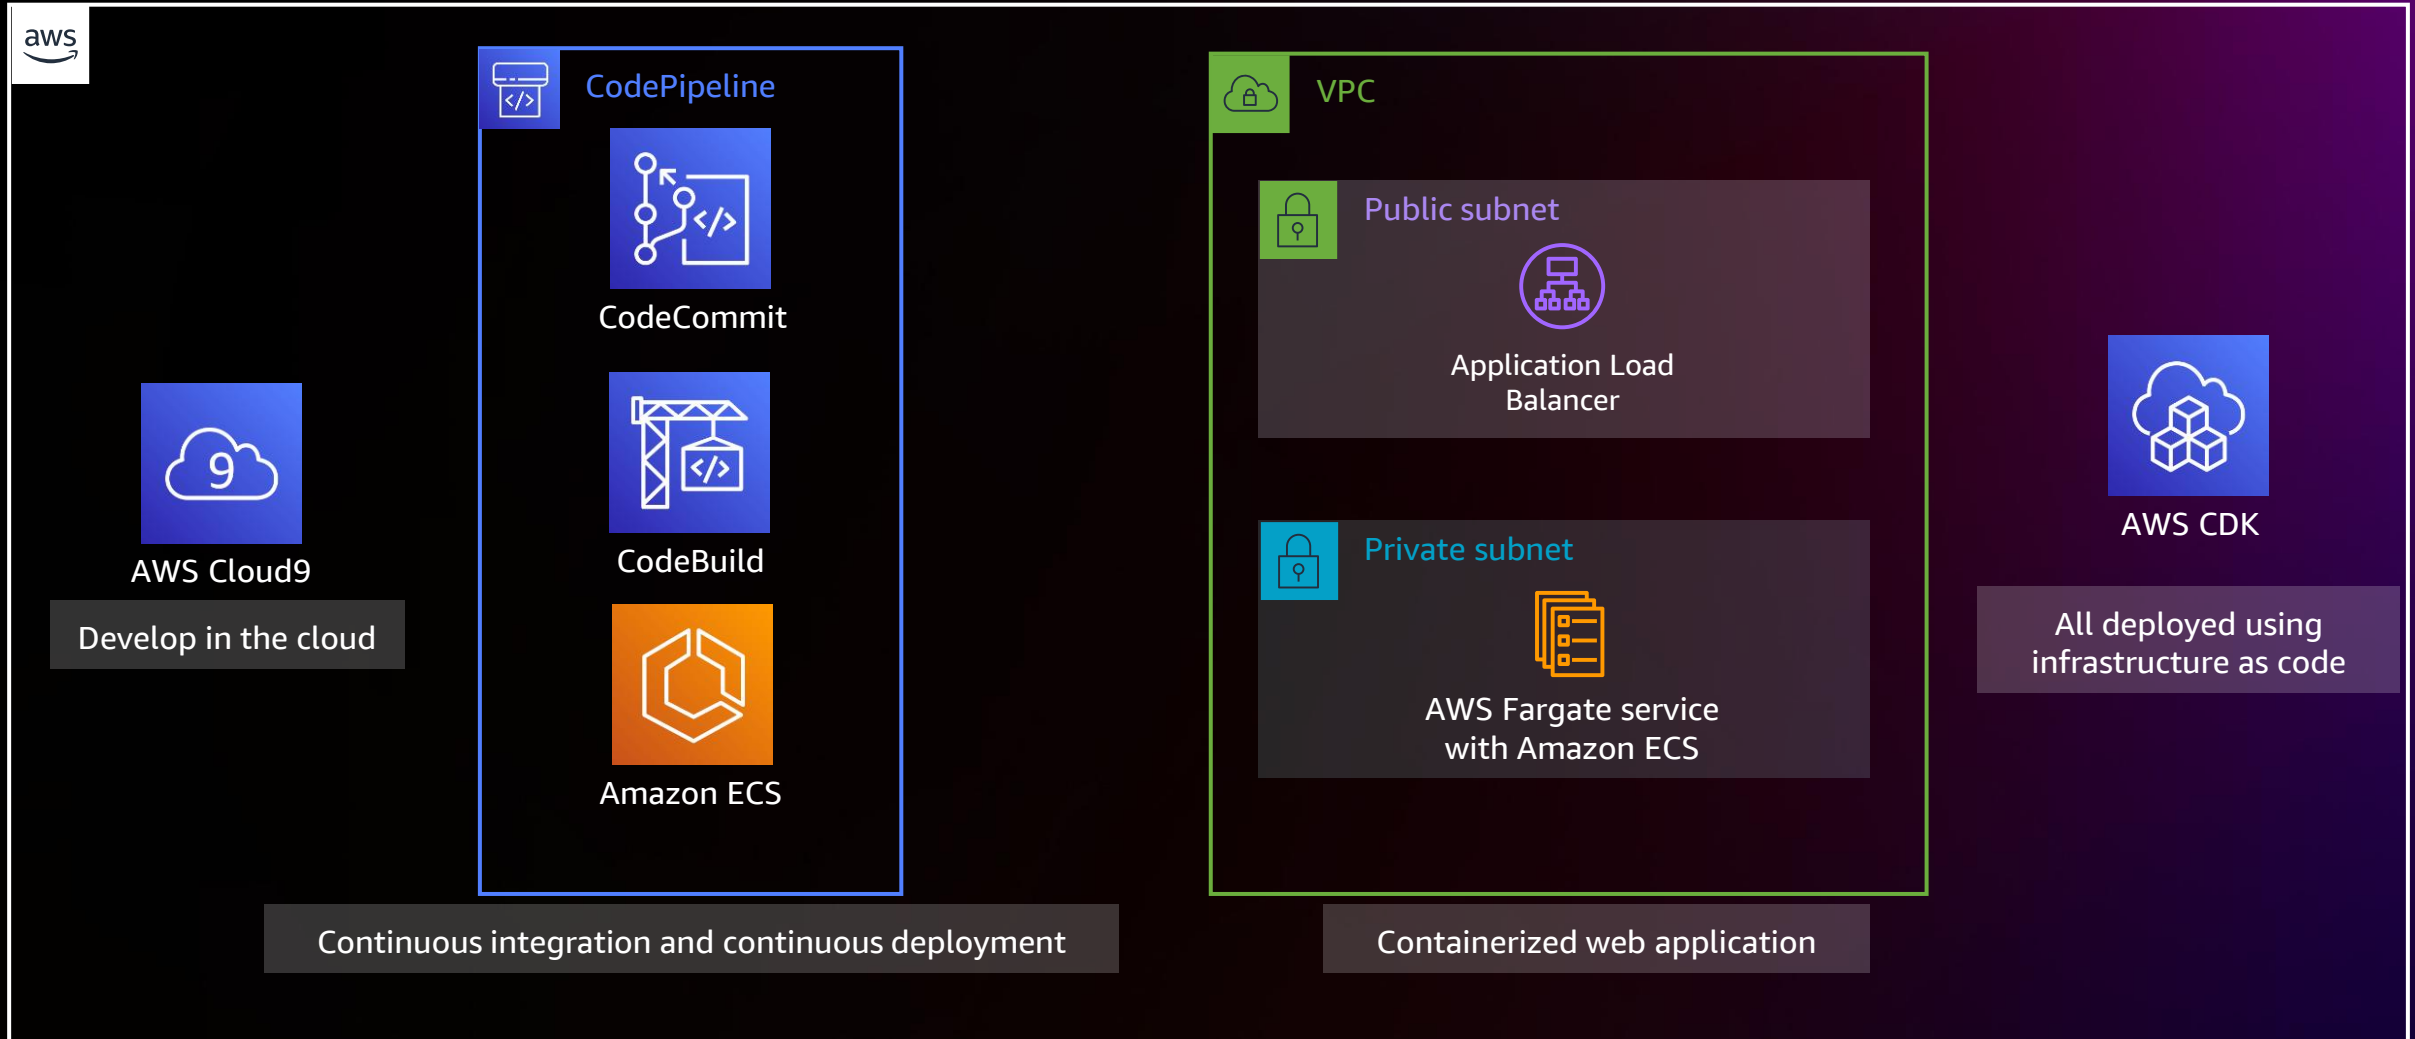 aws
CodePipeline
</>
CodeCommit
</>
CodeBuild
</>
Amazon ECS
9
AWS Cloud9
Develop in the cloud
Continuous integration and continuous deployment
VPC
Public subnet
Application Load
Balancer
Private subnet
AWS Fargate service
with Amazon ECS
Containerized web application
AWS CDK
All deployed using
infrastructure as code